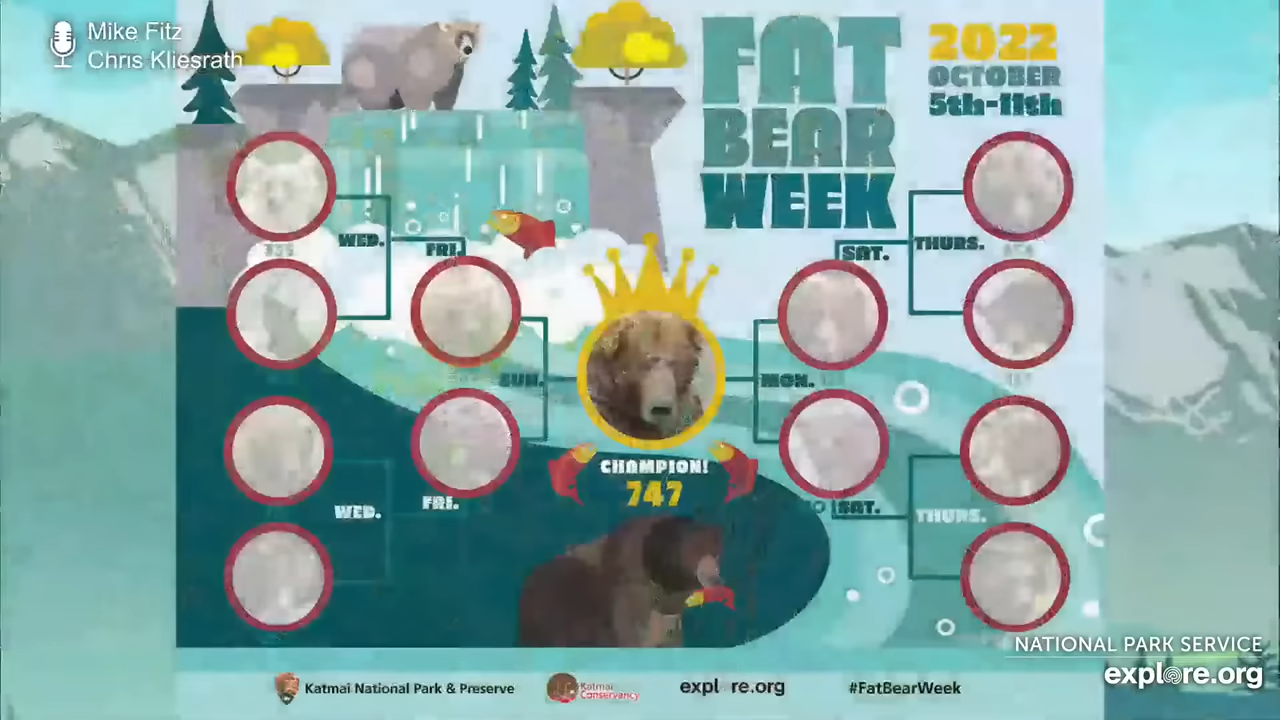 Mike Fitz
Chris Kliesrath
FAT
BEAR
WEEK
2022
OCTOBER
5th-11th
WED.
FRI.
SAT.
THURS.
SUN.
MON.
CHAMPION!
747
WED.
FRI.
SAT.
THURS.
NATIONAL PARK SERVICE
explore.org
Katmai National Park & Preserve
Katmai
Conservancy
explore.org
#FatBearWeek